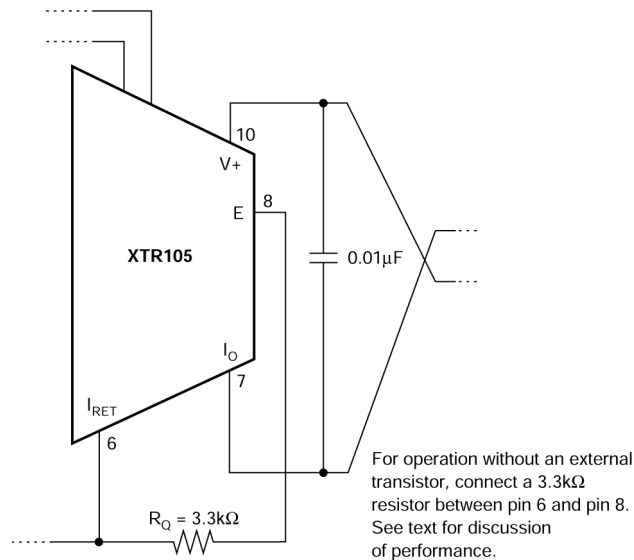 10
V+
8
E
XTR105
0.01μF
I_O
7
I_RET
6
R_Q = 3.3kΩ
For operation without an external
transistor, connect a 3.3kΩ
resistor between pin 6 and pin 8.
See text for discussion
of performance.